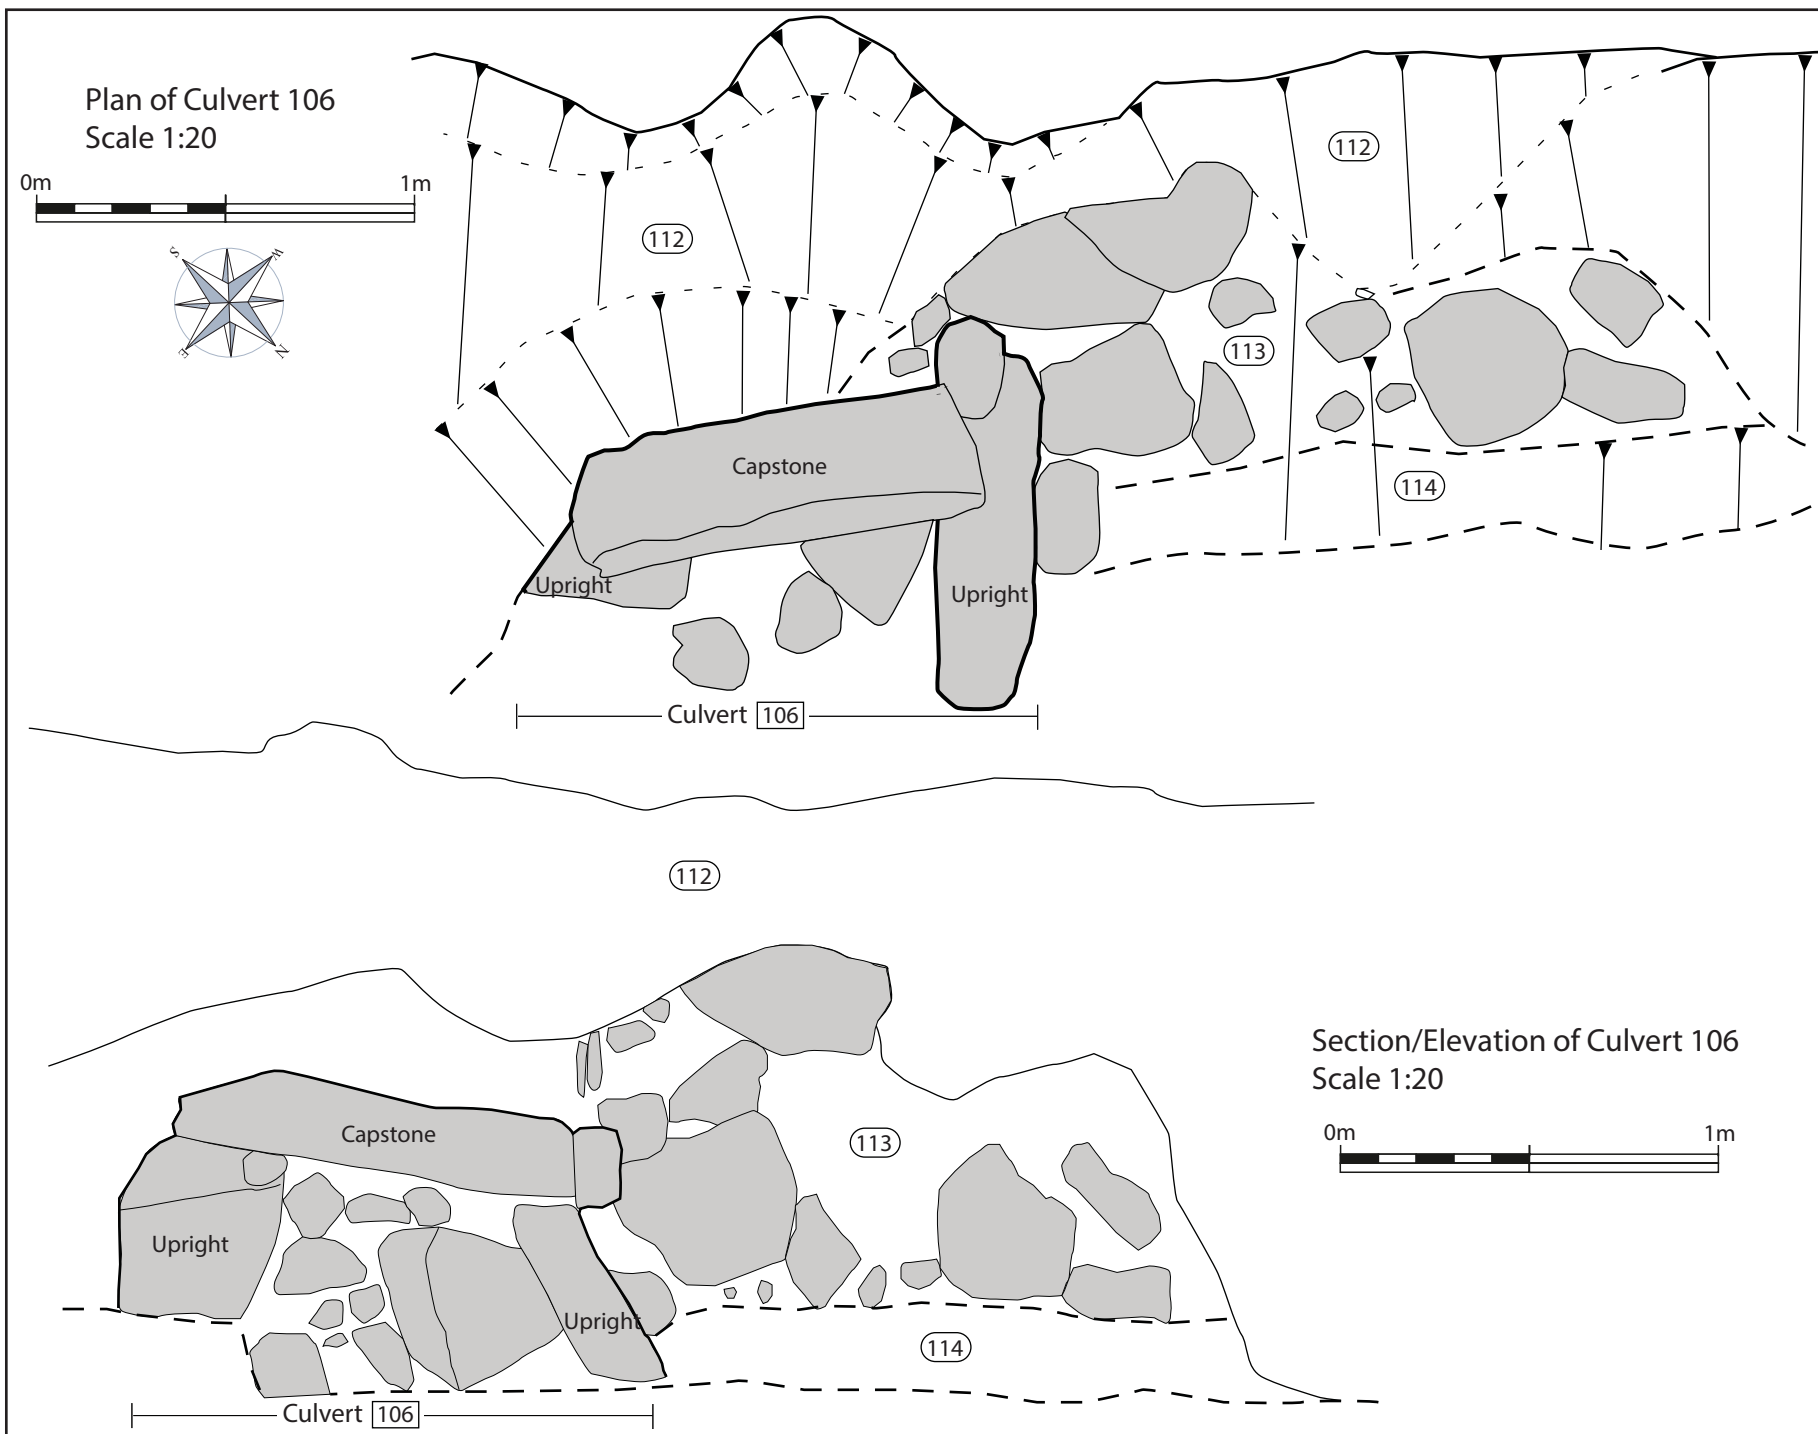 Plan of Culvert 106
Scale 1:20
0m 1m
S W
E N
112
112
113
114
Capstone
Upright
Upright
Culvert 106
112
Section/Elevation of Culvert 106
Scale 1:20
0m 1m
Capstone
113
Upright
Upright
114
Culvert 106